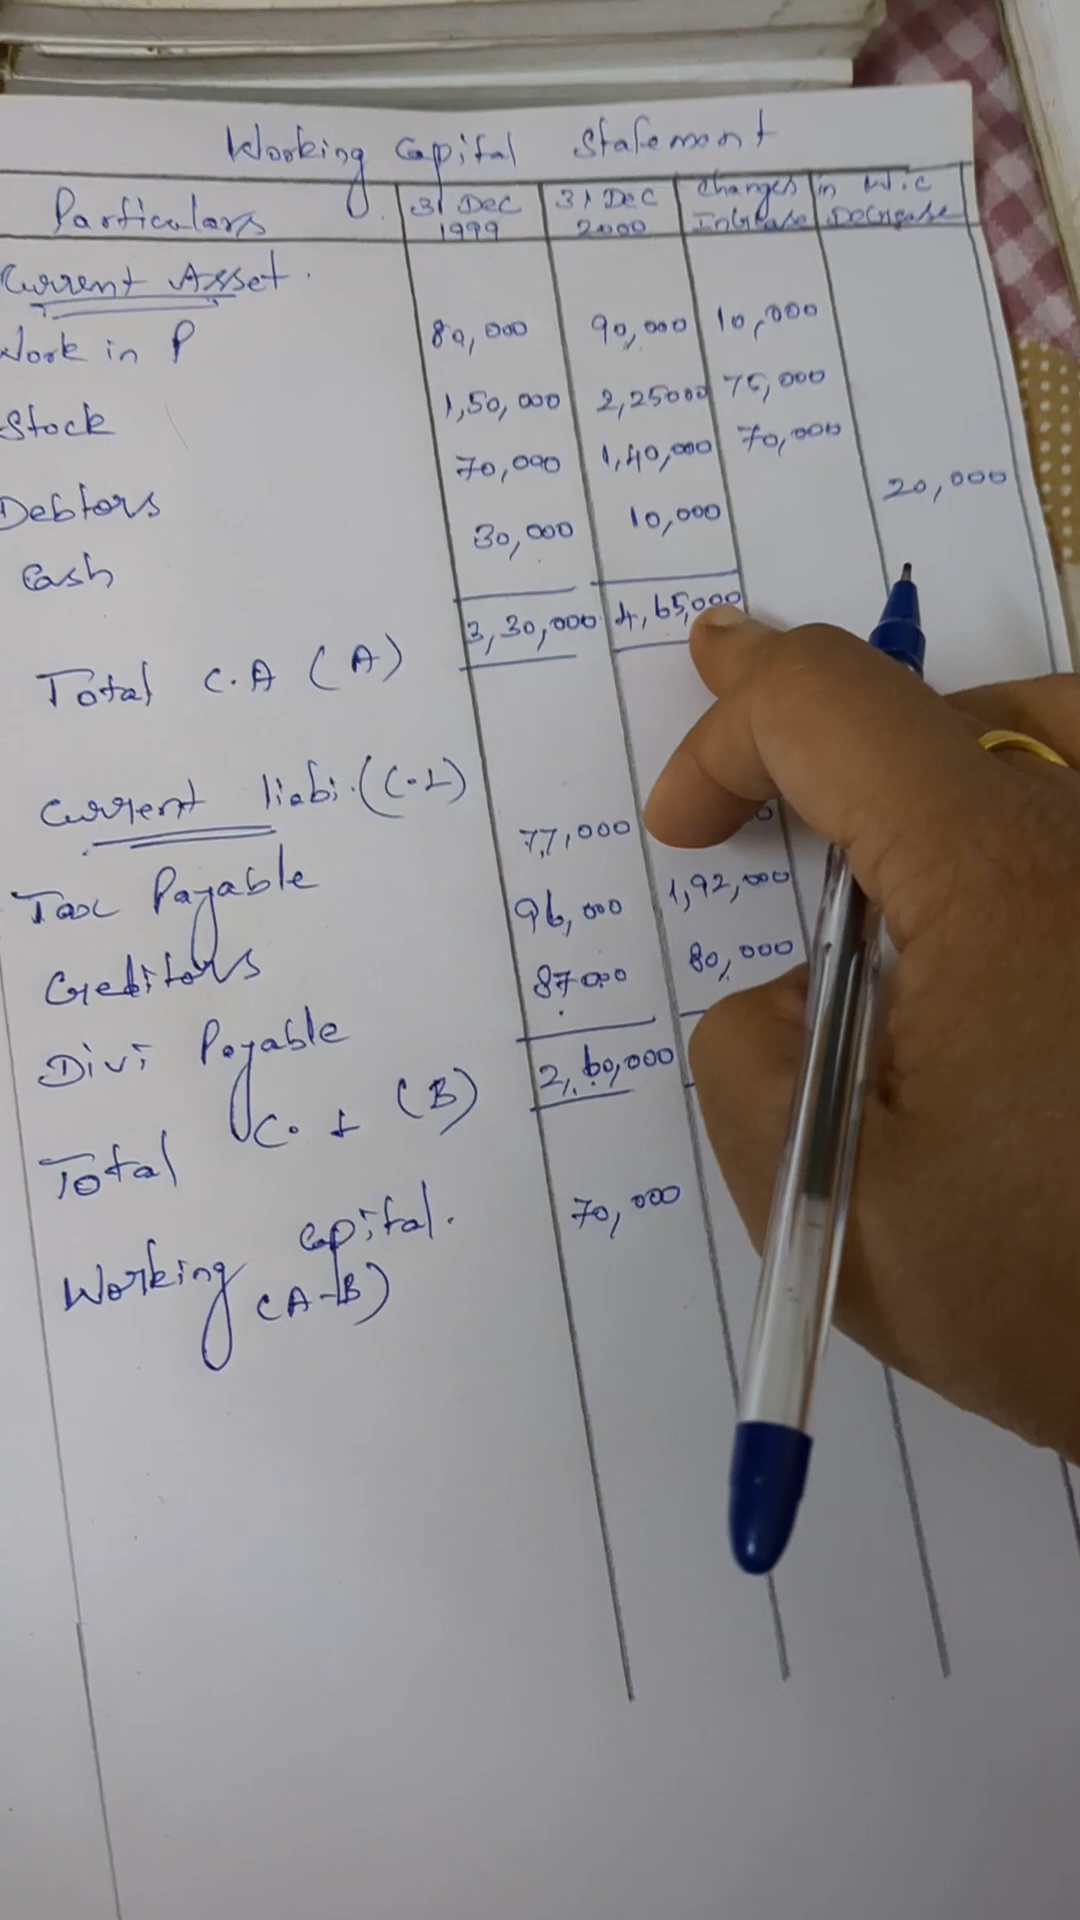 Working Capital Statement
Particulars 31 DEC 1999 31 DEC 2000 Changes in W.C Increase Decrease
Current Asset.
Work in P 80,000 90,000 10,000
Stock 1,50,000 2,25000 75,000
Debtors 70,000 1,40,000 70,000
Cash 30,000 10,000 20,000
Total C.A (A) 3,30,000 4,65,000
Current liabi. (C.L)
Tax Payable 77,000
Creditors 96,000 1,92,000
Divi Payable 87000 80,000
Total C. L (B) 2,60,000
Working Capital. 70,000
(A-B)